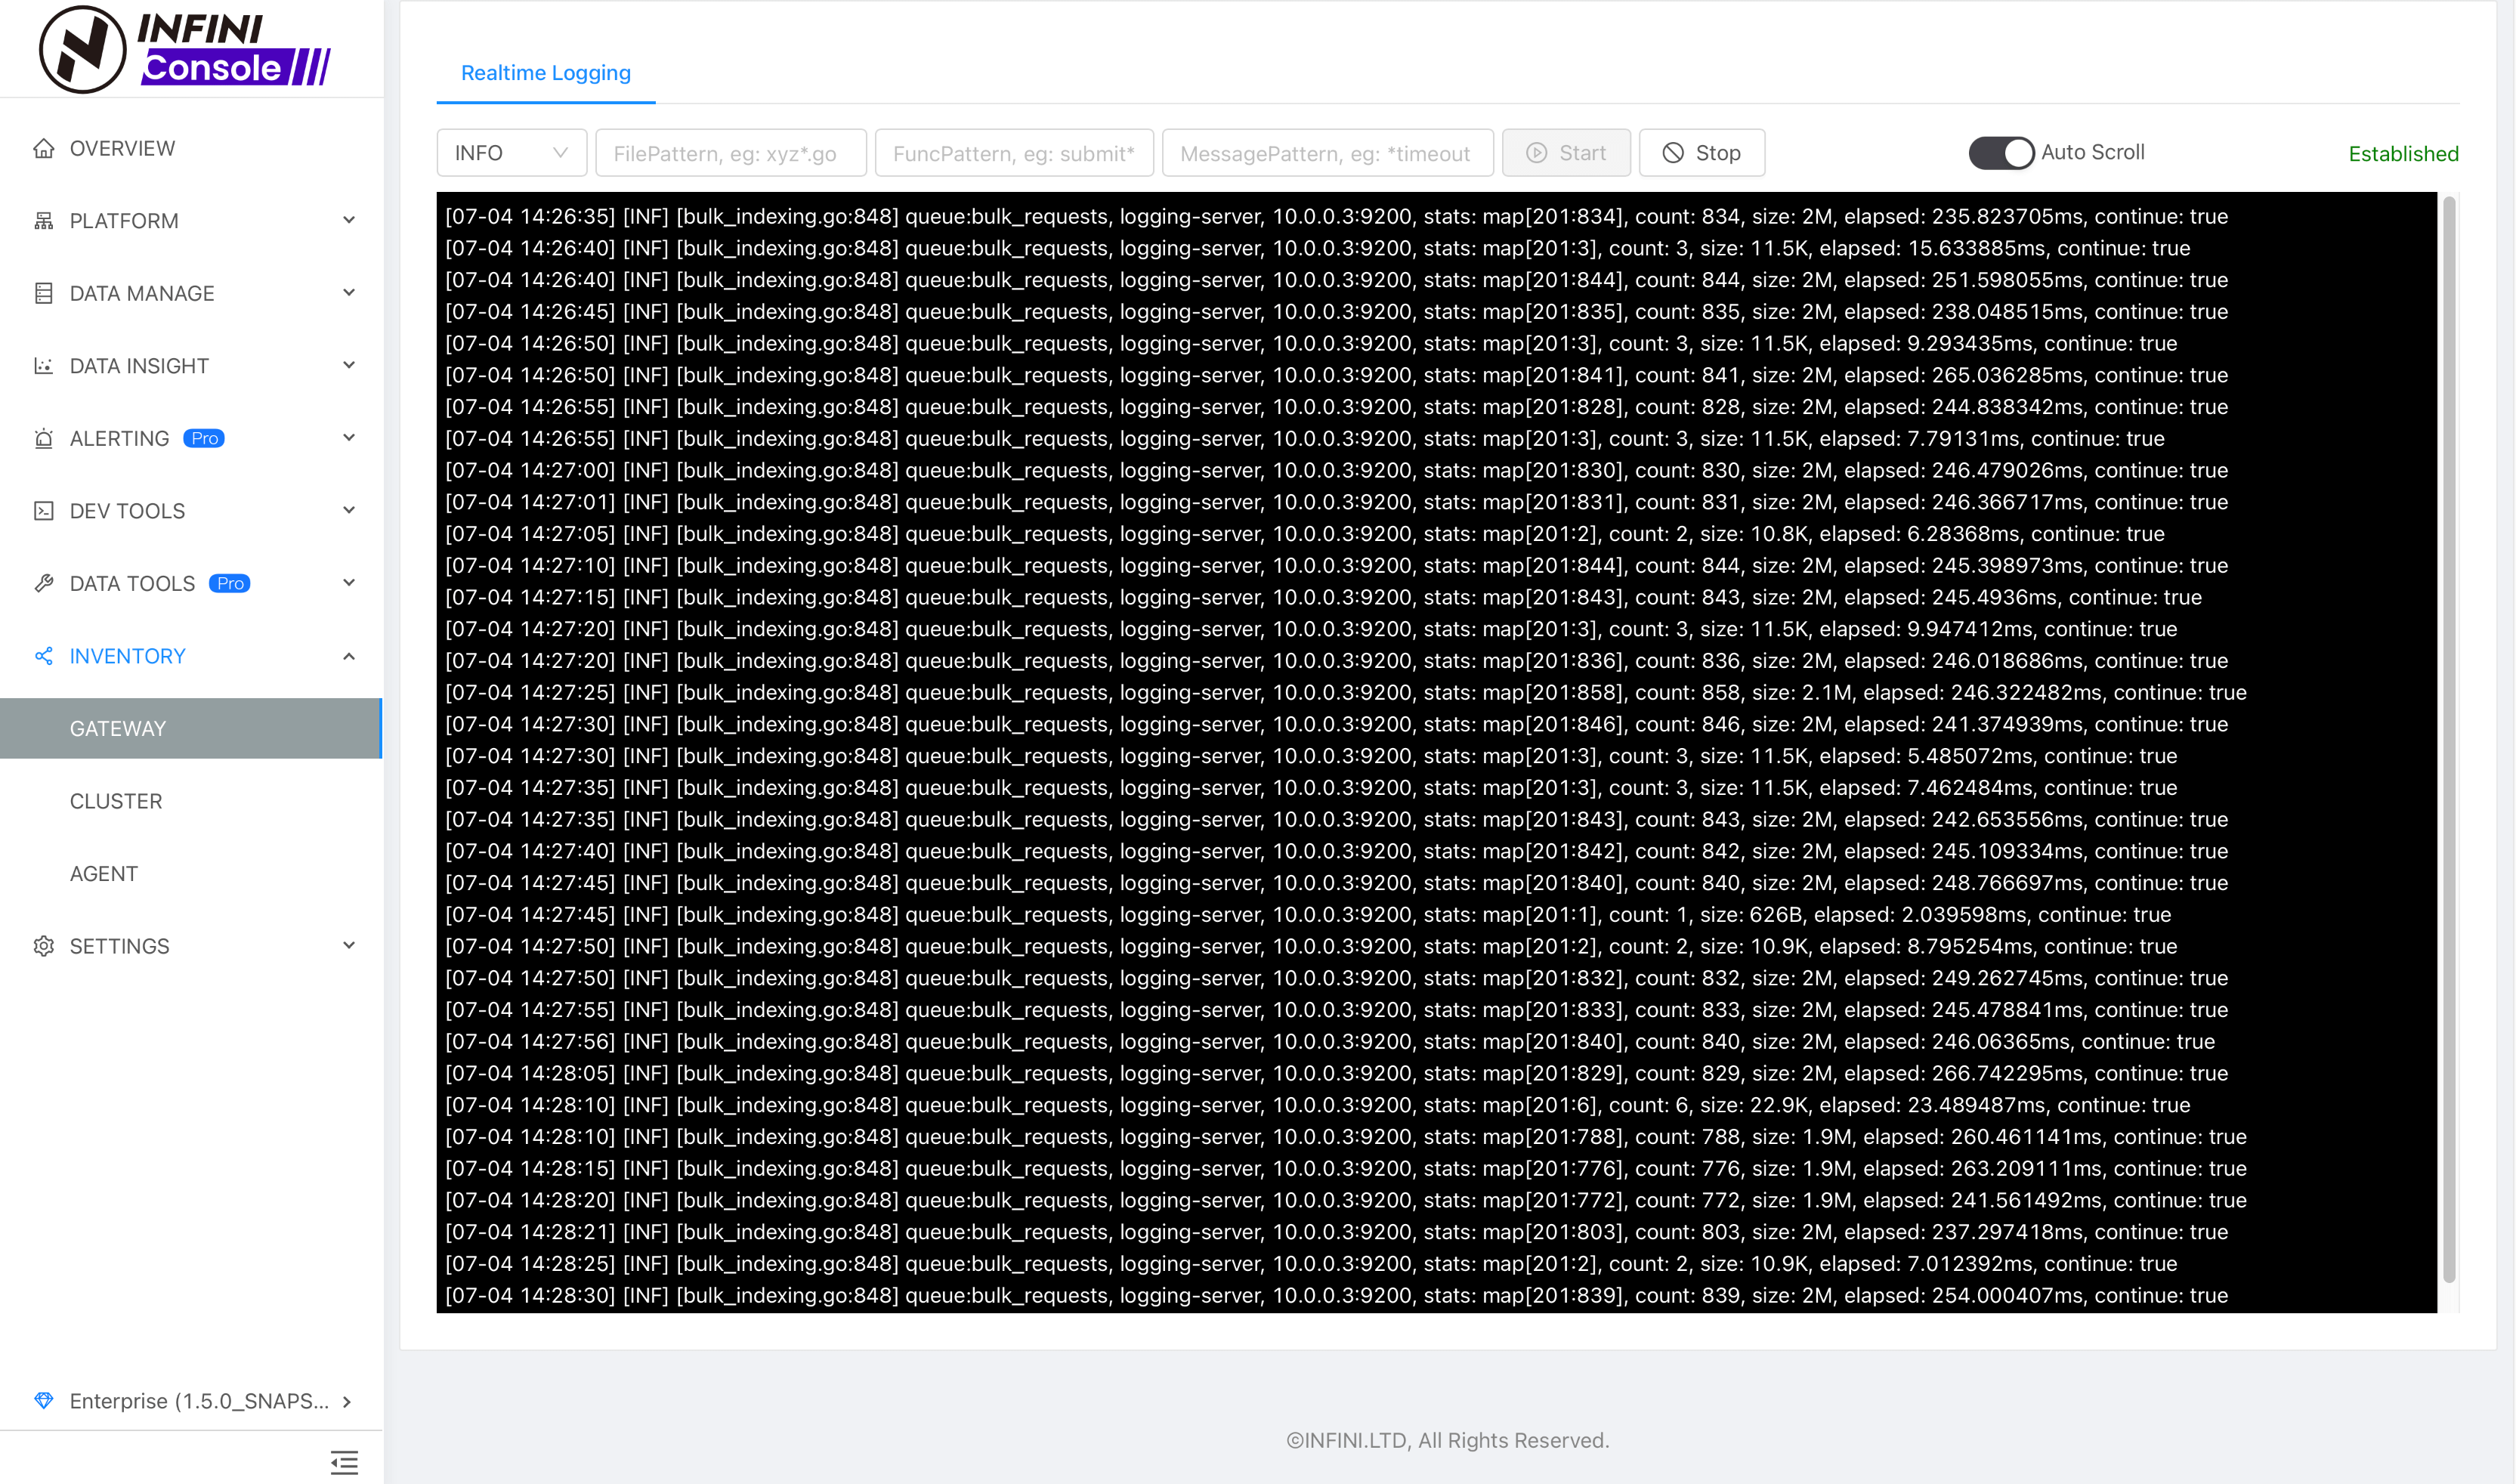 INFINI
Console
OVERVIEW
PLATFORM
DATA MANAGE
DATA INSIGHT
ALERTING Pro
DEV TOOLS
DATA TOOLS Pro
INVENTORY
GATEWAY
CLUSTER
AGENT
SETTINGS
Enterprise (1.5.0_SNAPS...
Realtime Logging
INFO FilePattern, eg: xyz*.go FuncPattern, eg: submit* MessagePattern, eg: *timeout Start Stop Auto Scroll Established
[07-04 14:26:35] [INF] [bulk_indexing.go:848] queue:bulk_requests, logging-server, 10.0.0.3:9200, stats: map[201:834], count: 834, size: 2M, elapsed: 235.823705ms, continue: true
[07-04 14:26:40] [INF] [bulk_indexing.go:848] queue:bulk_requests, logging-server, 10.0.0.3:9200, stats: map[201:3], count: 3, size: 11.5K, elapsed: 15.633885ms, continue: true
[07-04 14:26:40] [INF] [bulk_indexing.go:848] queue:bulk_requests, logging-server, 10.0.0.3:9200, stats: map[201:844], count: 844, size: 2M, elapsed: 251.598055ms, continue: true
[07-04 14:26:45] [INF] [bulk_indexing.go:848] queue:bulk_requests, logging-server, 10.0.0.3:9200, stats: map[201:835], count: 835, size: 2M, elapsed: 238.048515ms, continue: true
[07-04 14:26:50] [INF] [bulk_indexing.go:848] queue:bulk_requests, logging-server, 10.0.0.3:9200, stats: map[201:3], count: 3, size: 11.5K, elapsed: 9.293435ms, continue: true
[07-04 14:26:50] [INF] [bulk_indexing.go:848] queue:bulk_requests, logging-server, 10.0.0.3:9200, stats: map[201:841], count: 841, size: 2M, elapsed: 265.036285ms, continue: true
[07-04 14:26:55] [INF] [bulk_indexing.go:848] queue:bulk_requests, logging-server, 10.0.0.3:9200, stats: map[201:828], count: 828, size: 2M, elapsed: 244.838342ms, continue: true
[07-04 14:26:55] [INF] [bulk_indexing.go:848] queue:bulk_requests, logging-server, 10.0.0.3:9200, stats: map[201:3], count: 3, size: 11.5K, elapsed: 7.79131ms, continue: true
[07-04 14:27:00] [INF] [bulk_indexing.go:848] queue:bulk_requests, logging-server, 10.0.0.3:9200, stats: map[201:830], count: 830, size: 2M, elapsed: 246.479026ms, continue: true
[07-04 14:27:01] [INF] [bulk_indexing.go:848] queue:bulk_requests, logging-server, 10.0.0.3:9200, stats: map[201:831], count: 831, size: 2M, elapsed: 246.366717ms, continue: true
[07-04 14:27:05] [INF] [bulk_indexing.go:848] queue:bulk_requests, logging-server, 10.0.0.3:9200, stats: map[201:2], count: 2, size: 10.8K, elapsed: 6.28368ms, continue: true
[07-04 14:27:10] [INF] [bulk_indexing.go:848] queue:bulk_requests, logging-server, 10.0.0.3:9200, stats: map[201:844], count: 844, size: 2M, elapsed: 245.398973ms, continue: true
[07-04 14:27:15] [INF] [bulk_indexing.go:848] queue:bulk_requests, logging-server, 10.0.0.3:9200, stats: map[201:843], count: 843, size: 2M, elapsed: 245.4936ms, continue: true
[07-04 14:27:20] [INF] [bulk_indexing.go:848] queue:bulk_requests, logging-server, 10.0.0.3:9200, stats: map[201:3], count: 3, size: 11.5K, elapsed: 9.947412ms, continue: true
[07-04 14:27:20] [INF] [bulk_indexing.go:848] queue:bulk_requests, logging-server, 10.0.0.3:9200, stats: map[201:836], count: 836, size: 2M, elapsed: 246.018686ms, continue: true
[07-04 14:27:25] [INF] [bulk_indexing.go:848] queue:bulk_requests, logging-server, 10.0.0.3:9200, stats: map[201:858], count: 858, size: 2.1M, elapsed: 246.322482ms, continue: true
[07-04 14:27:30] [INF] [bulk_indexing.go:848] queue:bulk_requests, logging-server, 10.0.0.3:9200, stats: map[201:846], count: 846, size: 2M, elapsed: 241.374939ms, continue: true
[07-04 14:27:30] [INF] [bulk_indexing.go:848] queue:bulk_requests, logging-server, 10.0.0.3:9200, stats: map[201:3], count: 3, size: 11.5K, elapsed: 5.485072ms, continue: true
[07-04 14:27:35] [INF] [bulk_indexing.go:848] queue:bulk_requests, logging-server, 10.0.0.3:9200, stats: map[201:3], count: 3, size: 11.5K, elapsed: 7.462484ms, continue: true
[07-04 14:27:35] [INF] [bulk_indexing.go:848] queue:bulk_requests, logging-server, 10.0.0.3:9200, stats: map[201:843], count: 843, size: 2M, elapsed: 242.653556ms, continue: true
[07-04 14:27:40] [INF] [bulk_indexing.go:848] queue:bulk_requests, logging-server, 10.0.0.3:9200, stats: map[201:842], count: 842, size: 2M, elapsed: 245.109334ms, continue: true
[07-04 14:27:45] [INF] [bulk_indexing.go:848] queue:bulk_requests, logging-server, 10.0.0.3:9200, stats: map[201:840], count: 840, size: 2M, elapsed: 248.766697ms, continue: true
[07-04 14:27:45] [INF] [bulk_indexing.go:848] queue:bulk_requests, logging-server, 10.0.0.3:9200, stats: map[201:1], count: 1, size: 626B, elapsed: 2.039598ms, continue: true
[07-04 14:27:50] [INF] [bulk_indexing.go:848] queue:bulk_requests, logging-server, 10.0.0.3:9200, stats: map[201:2], count: 2, size: 10.9K, elapsed: 8.795254ms, continue: true
[07-04 14:27:50] [INF] [bulk_indexing.go:848] queue:bulk_requests, logging-server, 10.0.0.3:9200, stats: map[201:832], count: 832, size: 2M, elapsed: 249.262745ms, continue: true
[07-04 14:27:55] [INF] [bulk_indexing.go:848] queue:bulk_requests, logging-server, 10.0.0.3:9200, stats: map[201:833], count: 833, size: 2M, elapsed: 245.478841ms, continue: true
[07-04 14:27:56] [INF] [bulk_indexing.go:848] queue:bulk_requests, logging-server, 10.0.0.3:9200, stats: map[201:840], count: 840, size: 2M, elapsed: 246.06365ms, continue: true
[07-04 14:28:05] [INF] [bulk_indexing.go:848] queue:bulk_requests, logging-server, 10.0.0.3:9200, stats: map[201:829], count: 829, size: 2M, elapsed: 266.742295ms, continue: true
[07-04 14:28:10] [INF] [bulk_indexing.go:848] queue:bulk_requests, logging-server, 10.0.0.3:9200, stats: map[201:6], count: 6, size: 22.9K, elapsed: 23.489487ms, continue: true
[07-04 14:28:10] [INF] [bulk_indexing.go:848] queue:bulk_requests, logging-server, 10.0.0.3:9200, stats: map[201:788], count: 788, size: 1.9M, elapsed: 260.461141ms, continue: true
[07-04 14:28:15] [INF] [bulk_indexing.go:848] queue:bulk_requests, logging-server, 10.0.0.3:9200, stats: map[201:776], count: 776, size: 1.9M, elapsed: 263.209111ms, continue: true
[07-04 14:28:20] [INF] [bulk_indexing.go:848] queue:bulk_requests, logging-server, 10.0.0.3:9200, stats: map[201:772], count: 772, size: 1.9M, elapsed: 241.561492ms, continue: true
[07-04 14:28:21] [INF] [bulk_indexing.go:848] queue:bulk_requests, logging-server, 10.0.0.3:9200, stats: map[201:803], count: 803, size: 2M, elapsed: 237.297418ms, continue: true
[07-04 14:28:25] [INF] [bulk_indexing.go:848] queue:bulk_requests, logging-server, 10.0.0.3:9200, stats: map[201:2], count: 2, size: 10.9K, elapsed: 7.012392ms, continue: true
[07-04 14:28:30] [INF] [bulk_indexing.go:848] queue:bulk_requests, logging-server, 10.0.0.3:9200, stats: map[201:839], count: 839, size: 2M, elapsed: 254.000407ms, continue: true
©INFINI.LTD, All Rights Reserved.